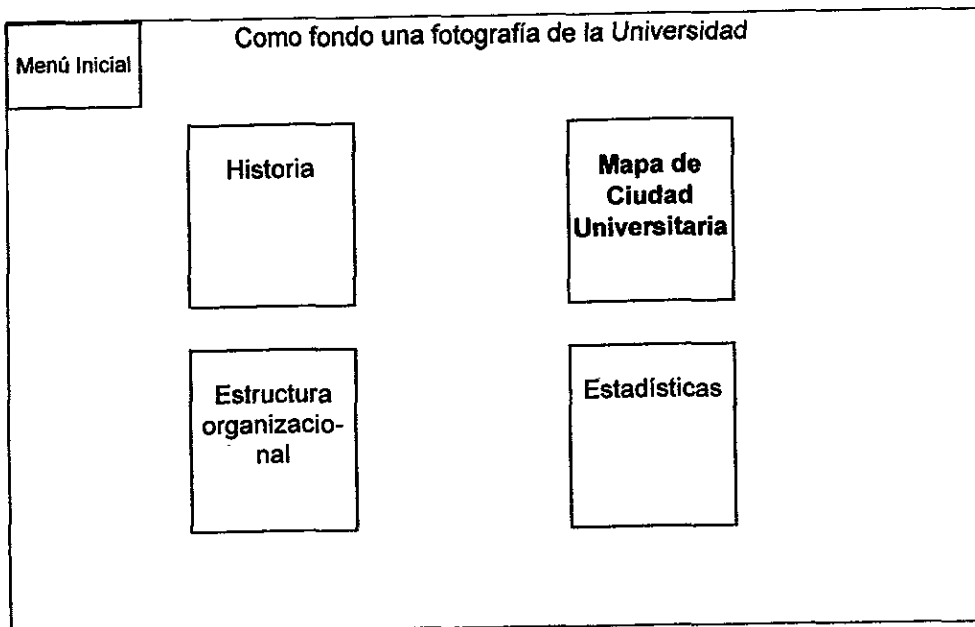 Como fondo una fotografía de la Universidad
Menú Inicial
Historia
Mapa de
Ciudad
Universitaria
Estructura
organizacio-
nal
Estadísticas